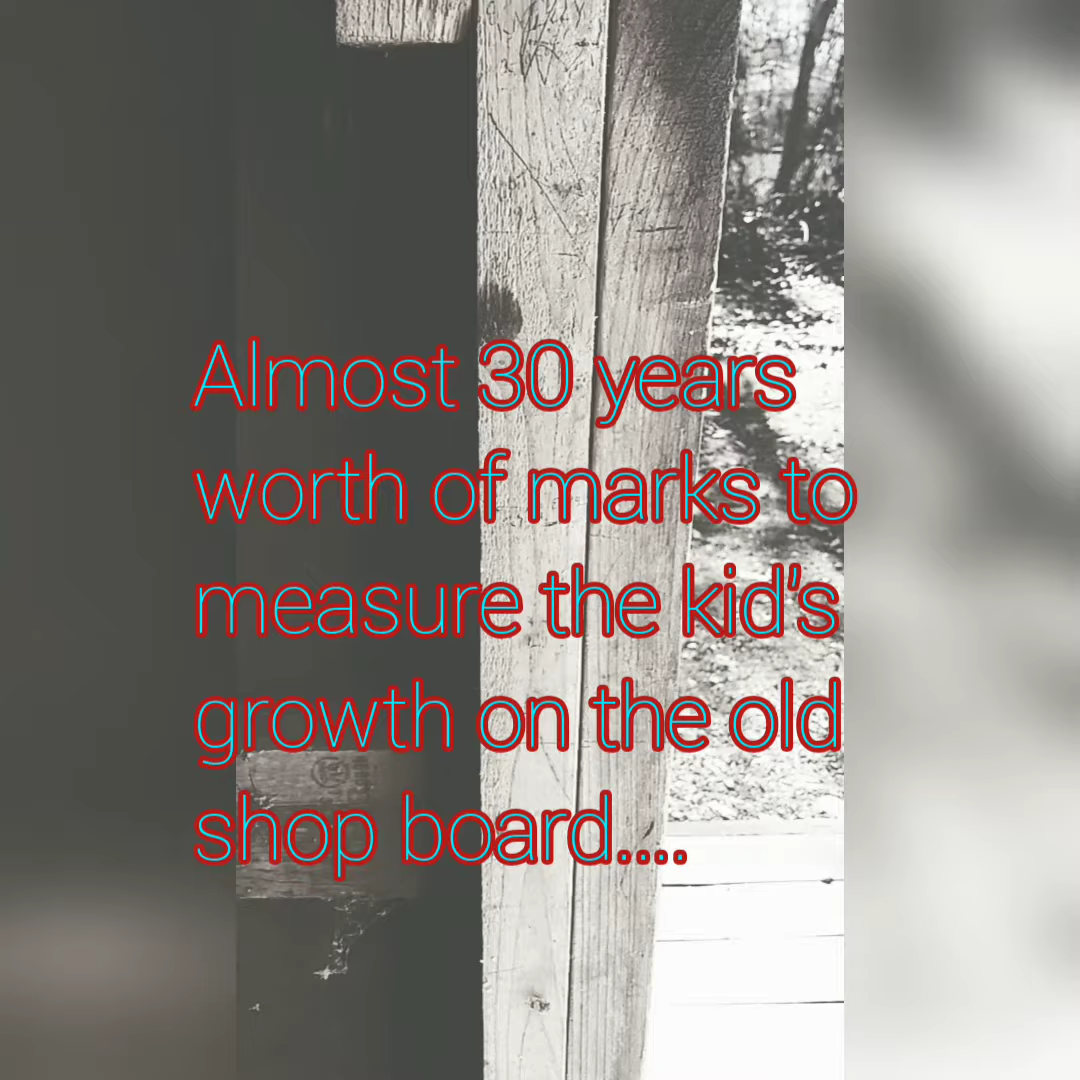 Almost 30 years
worth of marks to
measure the kid's
growth on the old
shop board....